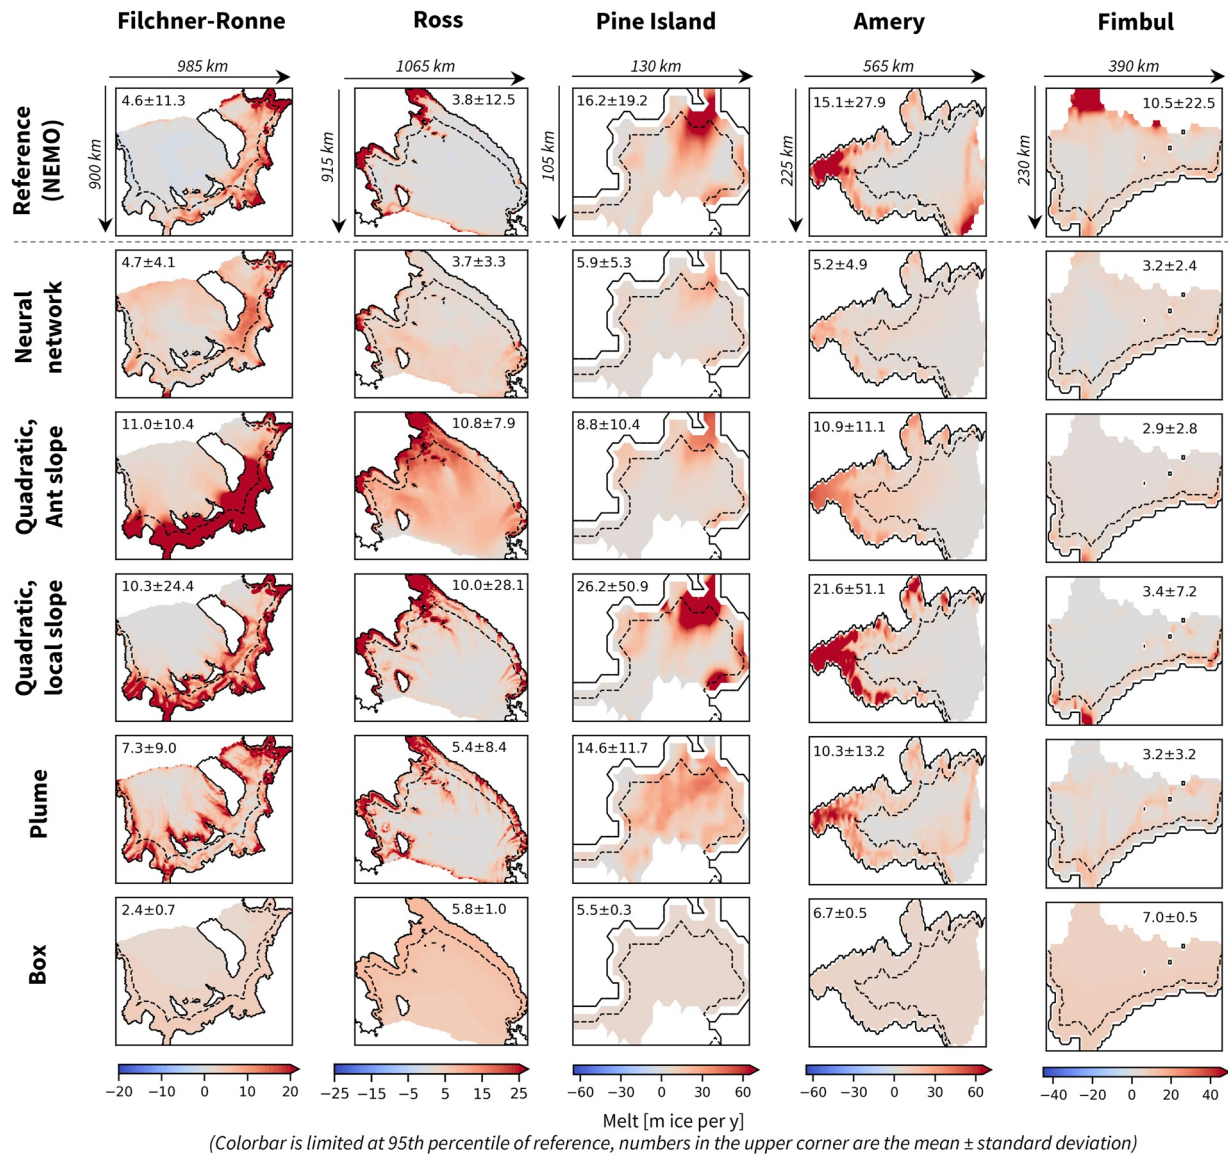 Filchner-Ronne Ross Pine Island Amery Fimbul
985 km 1065 km 130 km 565 km 390 km
Reference
(NEMO)
900 km 915 km 105 km 225 km 230 km
4.6±11.3 3.8±12.5 16.2±19.2 15.1±27.9 10.5±22.5
Neural
network
4.7±4.1 3.7±3.3 5.9±5.3 5.2±4.9 3.2±2.4
Quadratic,
Ant slope
11.0±10.4 10.8±7.9 8.8±10.4 10.9±11.1 2.9±2.8
Quadratic,
local slope
10.3±24.4 10.0±28.1 26.2±50.9 21.6±51.1 3.4±7.2
Plume
7.3±9.0 5.4±8.4 14.6±11.7 10.3±13.2 3.2±3.2
Box
2.4±0.7 5.8±1.0 5.5±0.3 6.7±0.5 7.0±0.5
−20 −10 0 10 20 −25 −15 −5 5 15 25 −60 −30 0 30 60 −60 −30 0 30 60 −40 −20 0 20 40
Melt [m ice per y]
(Colorbar is limited at 95th percentile of reference, numbers in the upper corner are the mean ± standard deviation)